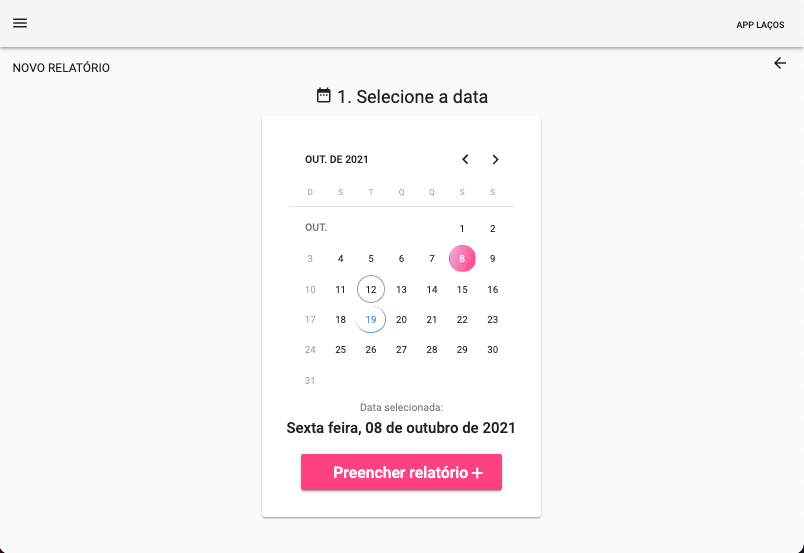 APP LAÇOS
NOVO RELATÓRIO
1. Selecione a data
OUT. DE 2021
D S T Q Q S S
OUT. 1 2
3 4 5 6 7 8 9
10 11 12 13 14 15 16
17 18 19 20 21 22 23
24 25 26 27 28 29 30
31
Data selecionada:
Sexta feira, 08 de outubro de 2021
Preencher relatório +